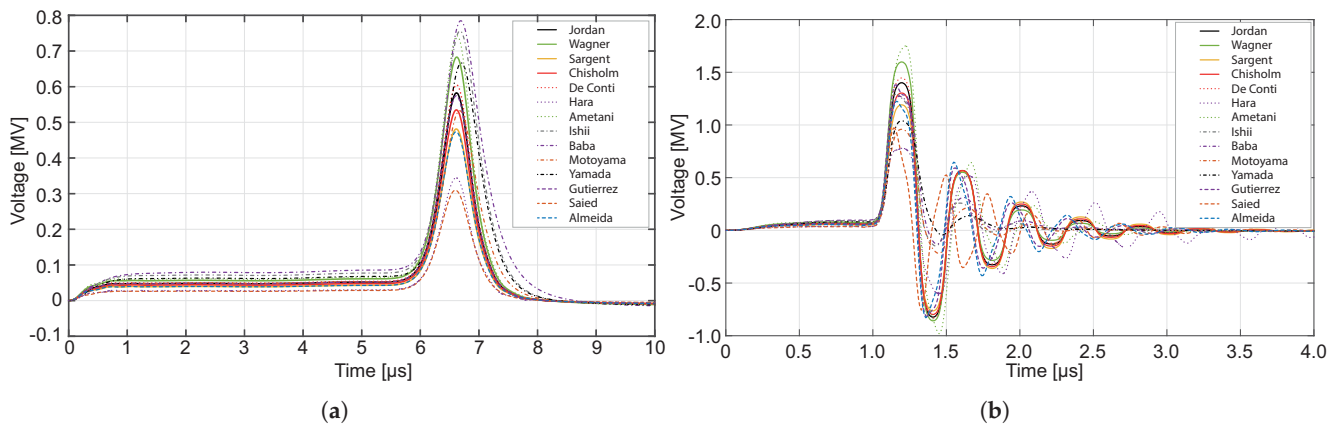 0.8
0.7
0.6
0.5
0.4
0.3
0.2
0.1
0
-0.1
Voltage [MV]
0 1 2 3 4 5 6 7 8 9 10
Time [µs]
Jordan
Wagner
Sargent
Chisholm
De Conti
Hara
Ametani
Ishii
Baba
Motoyama
Yamada
Gutierrez
Saied
Almeida
(a)
2.0
1.5
1.0
0.5
0
-0.5
-1.0
Voltage [MV]
0 0.5 1.0 1.5 2.0 2.5 3.0 3.5 4.0
Time [µs]
Jordan
Wagner
Sargent
Chisholm
De Conti
Hara
Ametani
Ishii
Baba
Motoyama
Yamada
Gutierrez
Saied
Almeida
(b)